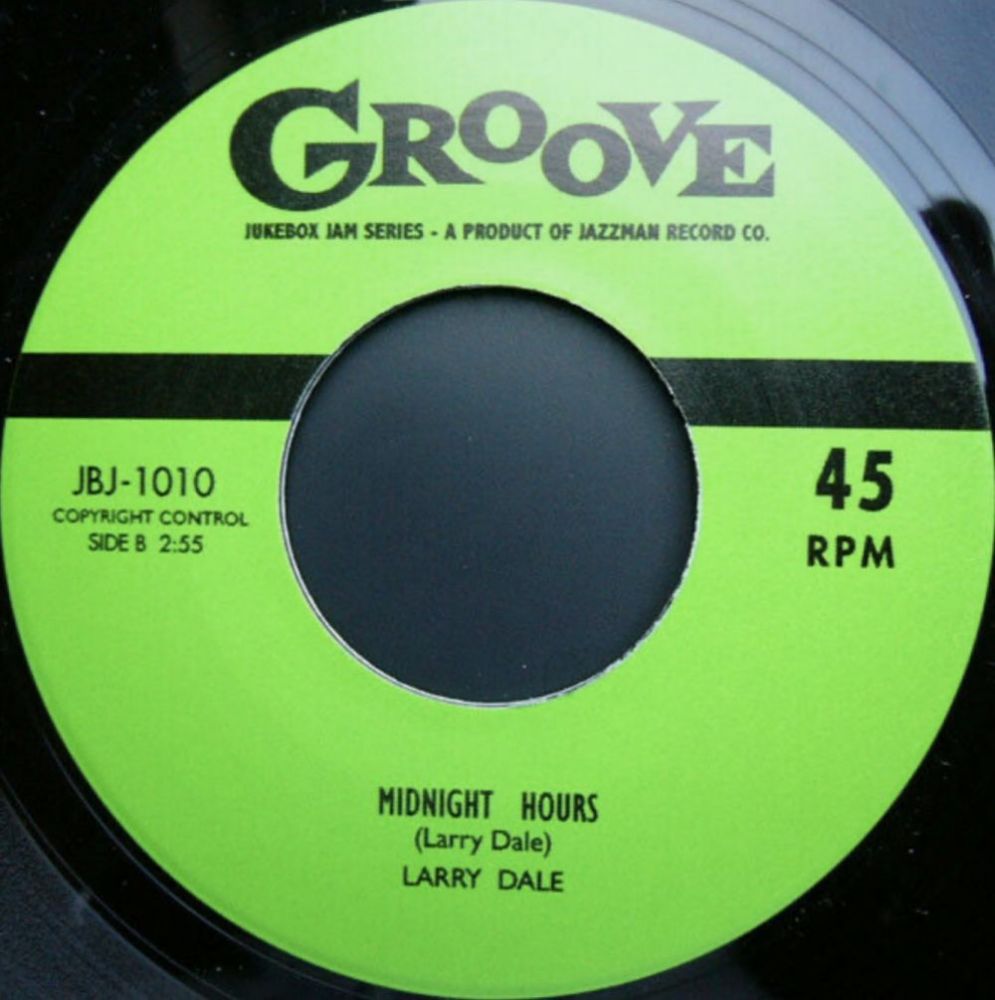 GROOVE
JUKEBOX JAM SERIES - A PRODUCT OF JAZZMAN RECORD CO.
JBJ-1010
COPYRIGHT CONTROL
SIDE B 2:55
45
RPM
MIDNIGHT HOURS
(Larry Dale)
LARRY DALE